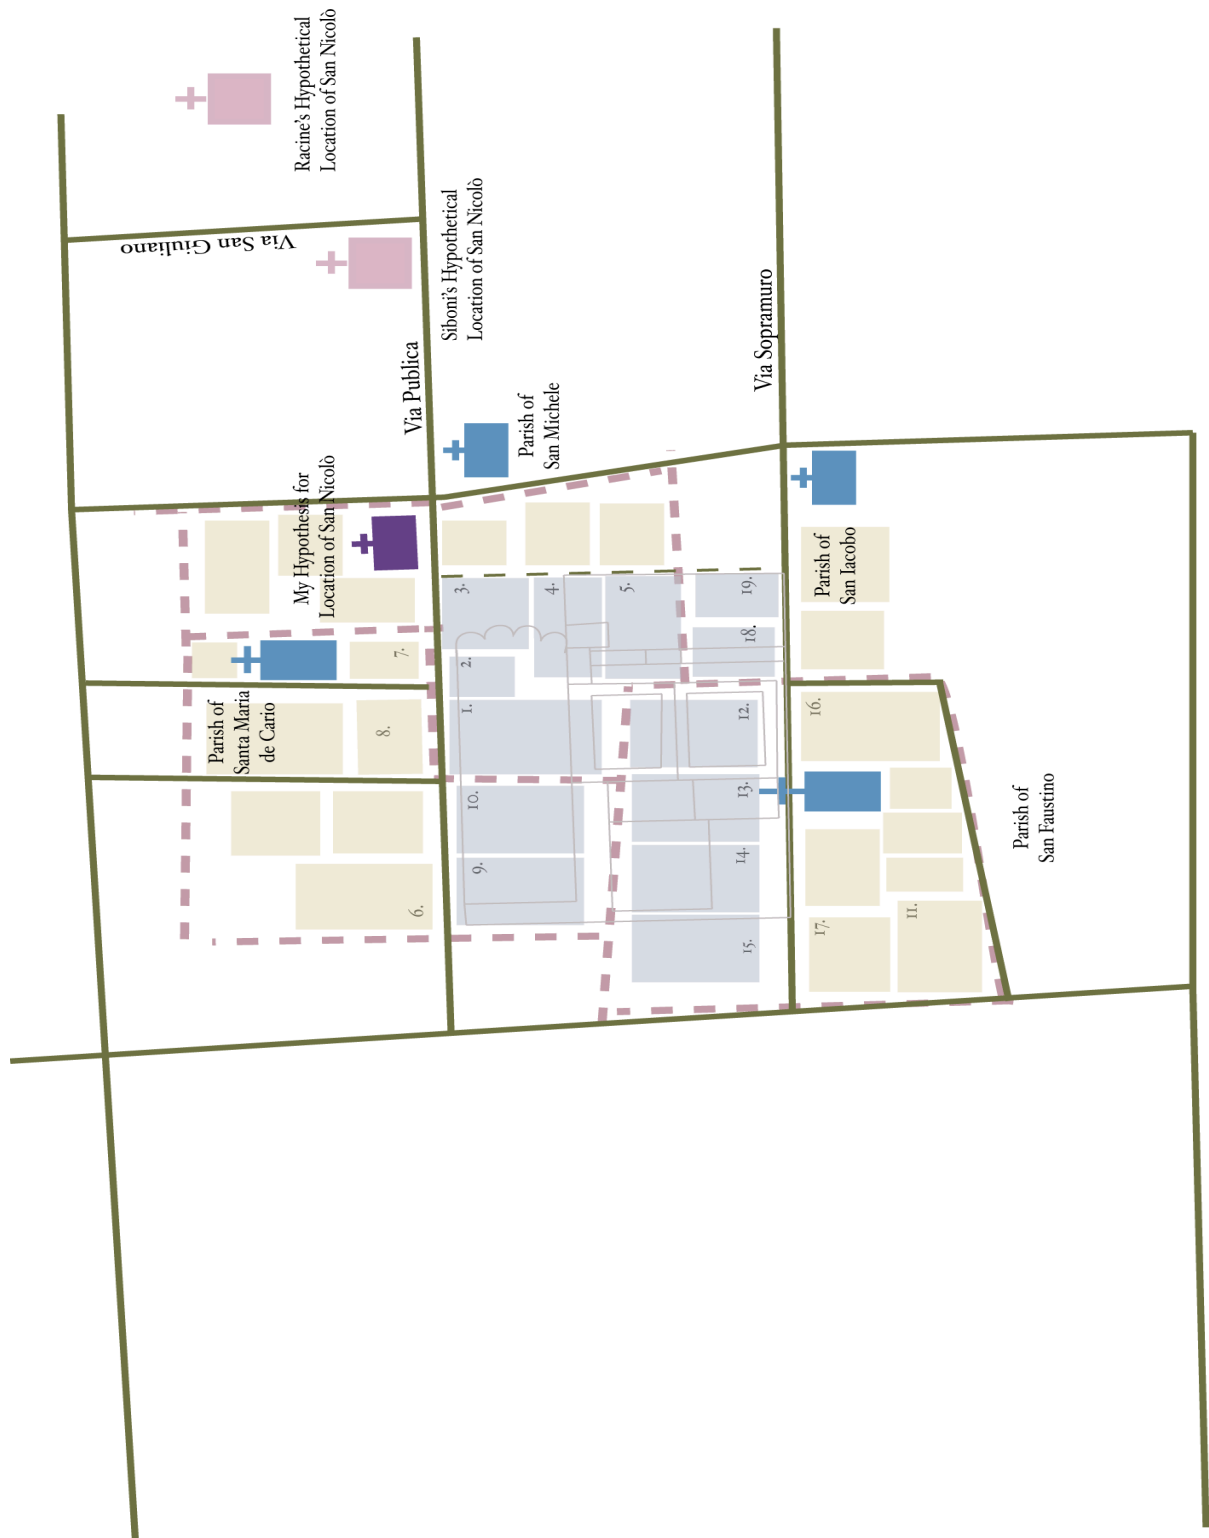 Racine's Hypothetical
Location of San Nicolò
Via San Giuliano
Siboni's Hypothetical
Location of San Nicolò
Via Publica
Via Sopramuro
Parish of
San Michele
My Hypothesis for
Location of San Nicolò
Parish of
San Iacobo
Parish of
Santa Maria
de Cario
Parish of
San Faustino
1.
2.
3.
4.
5.
6.
7.
8.
9.
10.
11.
12.
13.
14.
15.
16.
17.
18.
19.